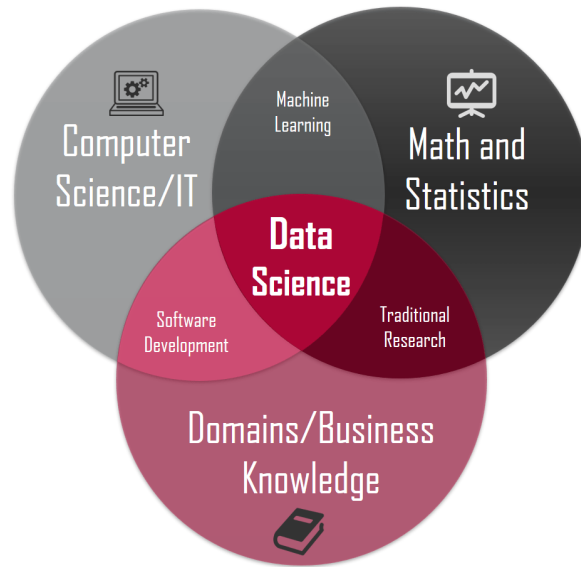 Computer
Science/IT
Machine
Learning
Math and
Statistics
Data
Science
Software
Development
Traditional
Research
Domains/Business
Knowledge